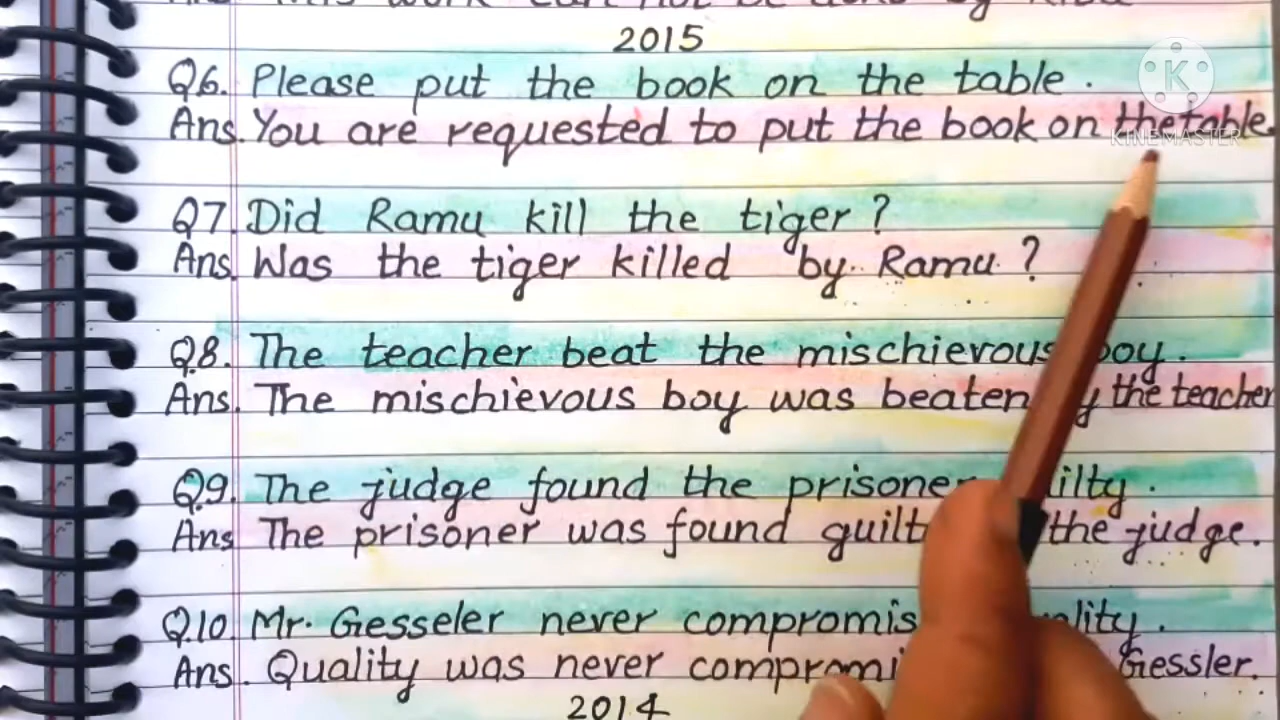 2015
Q6. Please put the book on the table.
Ans. You are requested to put the book on the table.
KINEMASTER
Q7. Did Ramu kill the tiger?
Ans. Was the tiger killed by Ramu?
Q8. The teacher beat the mischievous boy.
Ans. The mischievous boy was beaten the teacher
Q9. The judge found the prisoner
Ans The prisoner was found the judge.
Q10. Mr. Gesseler never
Ans. Quality was never Gessler.
2014